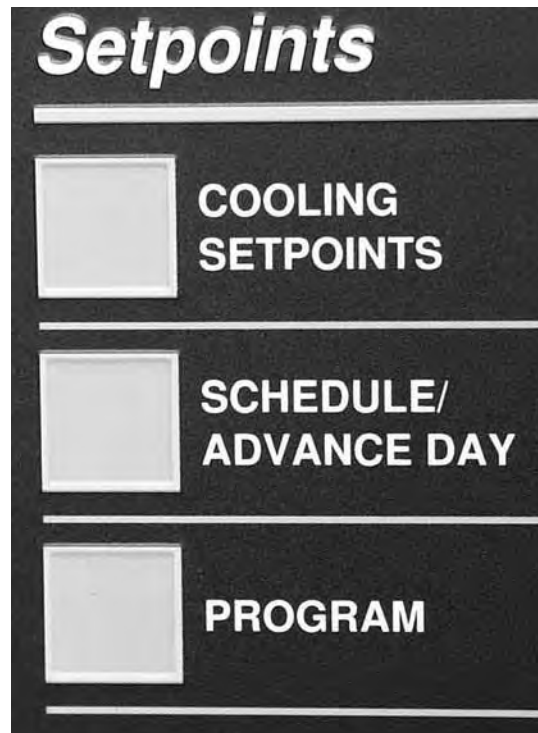 Setpoints
COOLING
SETPOINTS
SCHEDULE/
ADVANCE DAY
PROGRAM